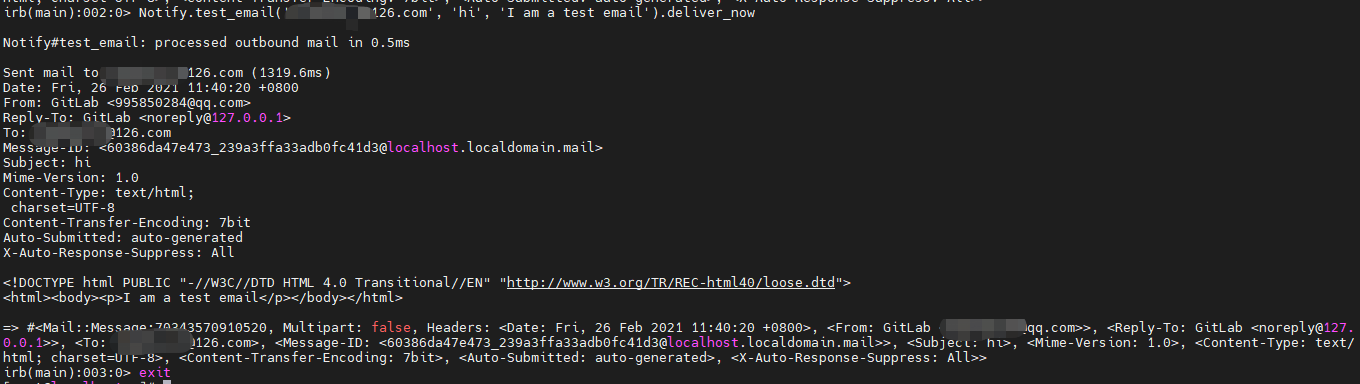 irb(main):002:0> Notify.test_email(' 126.com', 'hi', 'I am a test email').deliver_now
Notify#test_email: processed outbound mail in 0.5ms
Sent mail to 126.com (1319.6ms)
Date: Fri, 26 Feb 2021 11:40:20 +0800
From: GitLab <995850284@qq.com>
Reply-To: GitLab <noreply@127.0.0.1>
To: @126.com
Message-ID: <60386da47e473_239a3ffa33adb0fc41d3@localhost.localdomain.mail>
Subject: hi
Mime-Version: 1.0
Content-Type: text/html;
charset=UTF-8
Content-Transfer-Encoding: 7bit
Auto-Submitted: auto-generated
X-Auto-Response-Suppress: All
<!DOCTYPE html PUBLIC "-//W3C//DTD HTML 4.0 Transitional//EN" "http://www.w3.org/TR/REC-html40/loose.dtd">
<html><body><p>I am a test email</p></body></html>
=> #<Mail::Message:70343570910520, Multipart: false, Headers: <Date: Fri, 26 Feb 2021 11:40:20 +0800>, <From: GitLab < qq.com>>, <Reply-To: GitLab <noreply@127.
0.0.1>>, <To: 126.com>, <Message-ID: <60386da47e473_239a3ffa33adb0fc41d3@localhost.localdomain.mail>>, <Subject: hi>, <Mime-Version: 1.0>, <Content-Type: text/
html; charset=UTF-8>, <Content-Transfer-Encoding: 7bit>, <Auto-Submitted: auto-generated>, <X-Auto-Response-Suppress: All>>
irb(main):003:0> exit